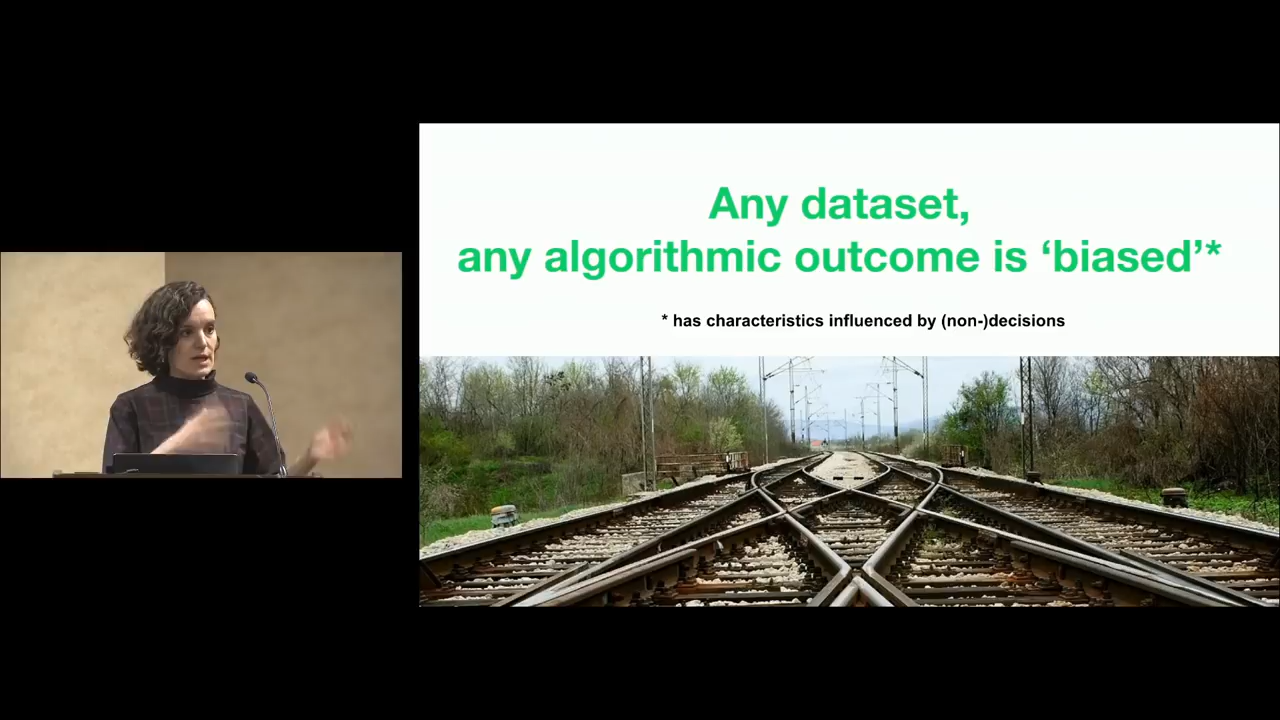 Any dataset,
any algorithmic outcome is ‘biased’*
* has characteristics influenced by (non-)decisions